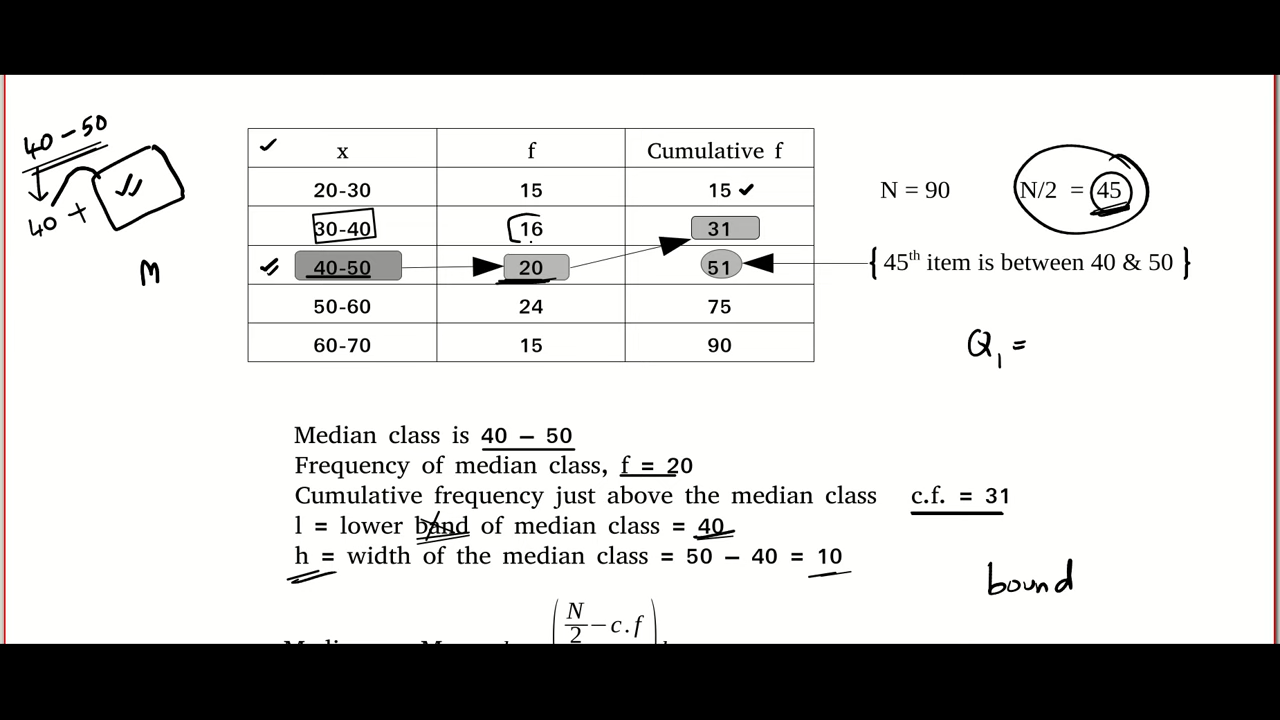 40 – 50
40 +
M
x f Cumulative f
20-30 15 15
30-40 16 31
40-50 20 51
50-60 24 75
60-70 15 90
N = 90 N/2 = 45
{ 45th item is between 40 & 50 }
Q1 =
Median class is 40 – 50
Frequency of median class, f = 20
Cumulative frequency just above the median class c.f. = 31
l = lower band of median class = 40
h = width of the median class = 50 – 40 = 10
bound
(N/2 – c.f)